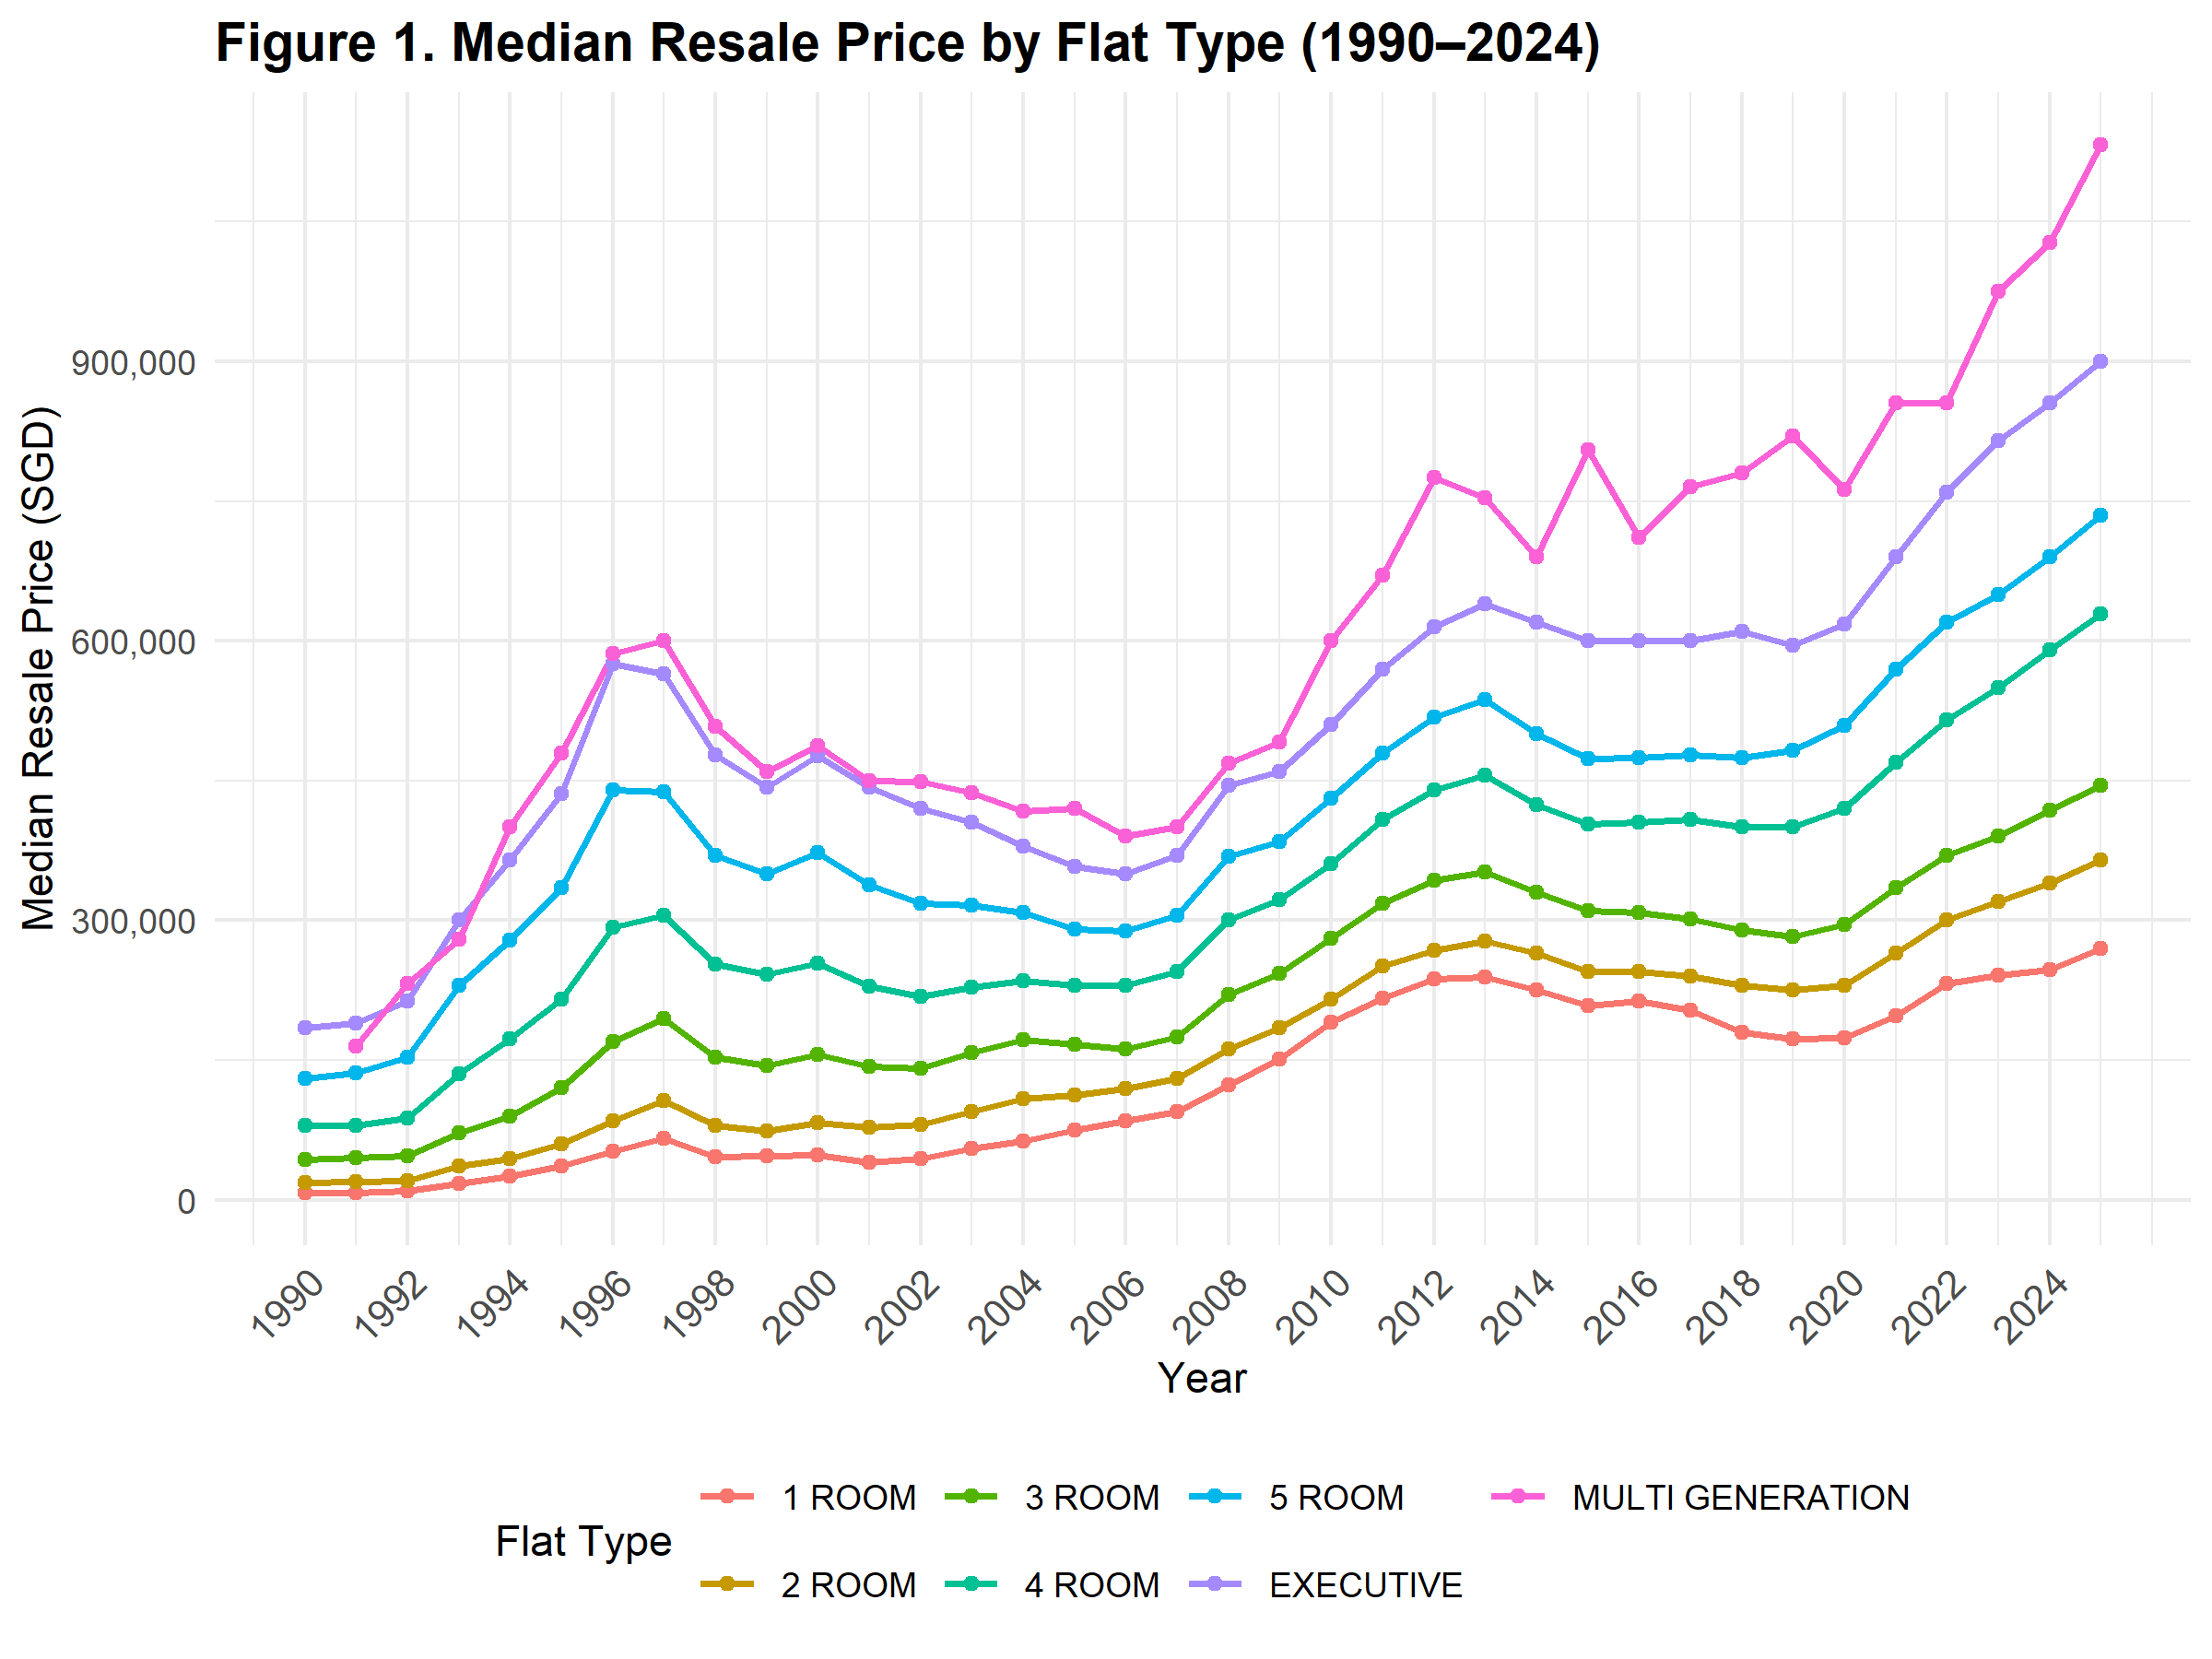 Figure 1. Median Resale Price by Flat Type (1990–2024)
Median Resale Price (SGD)
900,000
600,000
300,000
0
1990 1992 1994 1996 1998 2000 2002 2004 2006 2008 2010 2012 2014 2016 2018 2020 2022 2024
Year
Flat Type
1 ROOM 3 ROOM 5 ROOM MULTI GENERATION
2 ROOM 4 ROOM EXECUTIVE